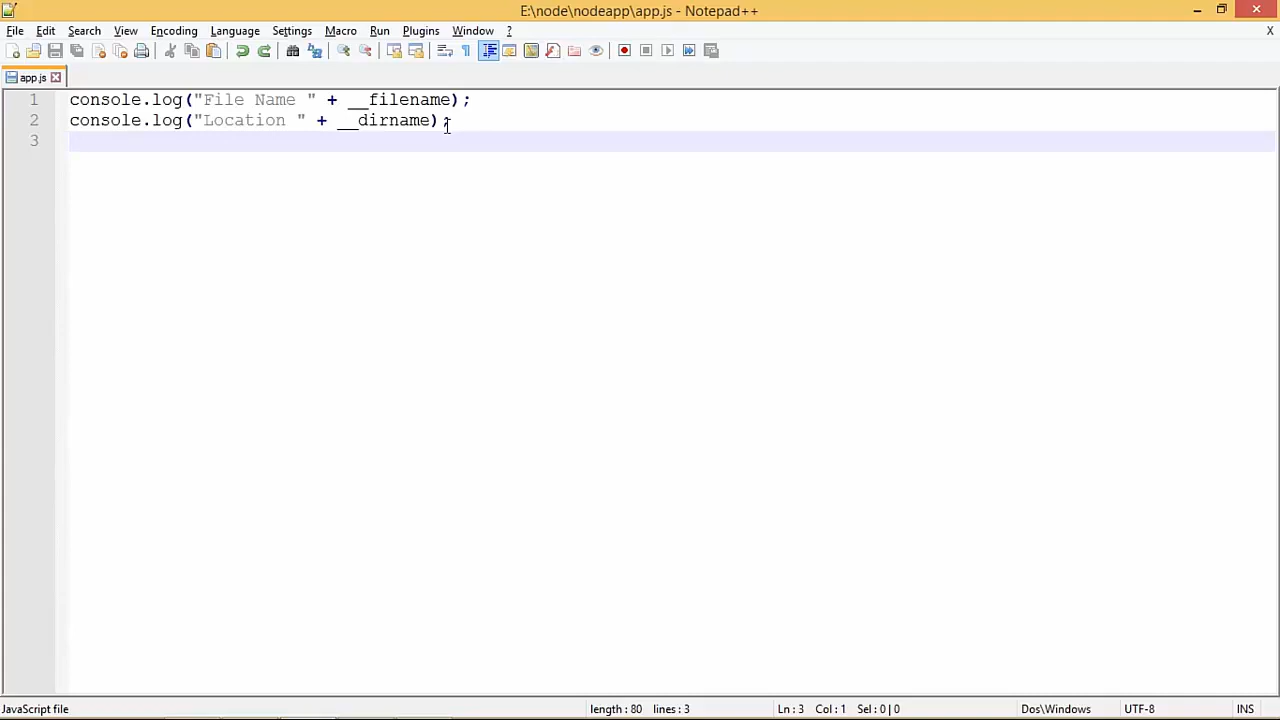 E:\node\nodeapp\app.js - Notepad++
File Edit Search View Encoding Language Settings Macro Run Plugins Window ? X
app.js
1 console.log("File Name " + __filename);
2 console.log("Location " + __dirname);
3
JavaScript file length : 80 lines : 3 Ln : 3 Col : 1 Sel : 0 | 0 Dos\Windows UTF-8 INS